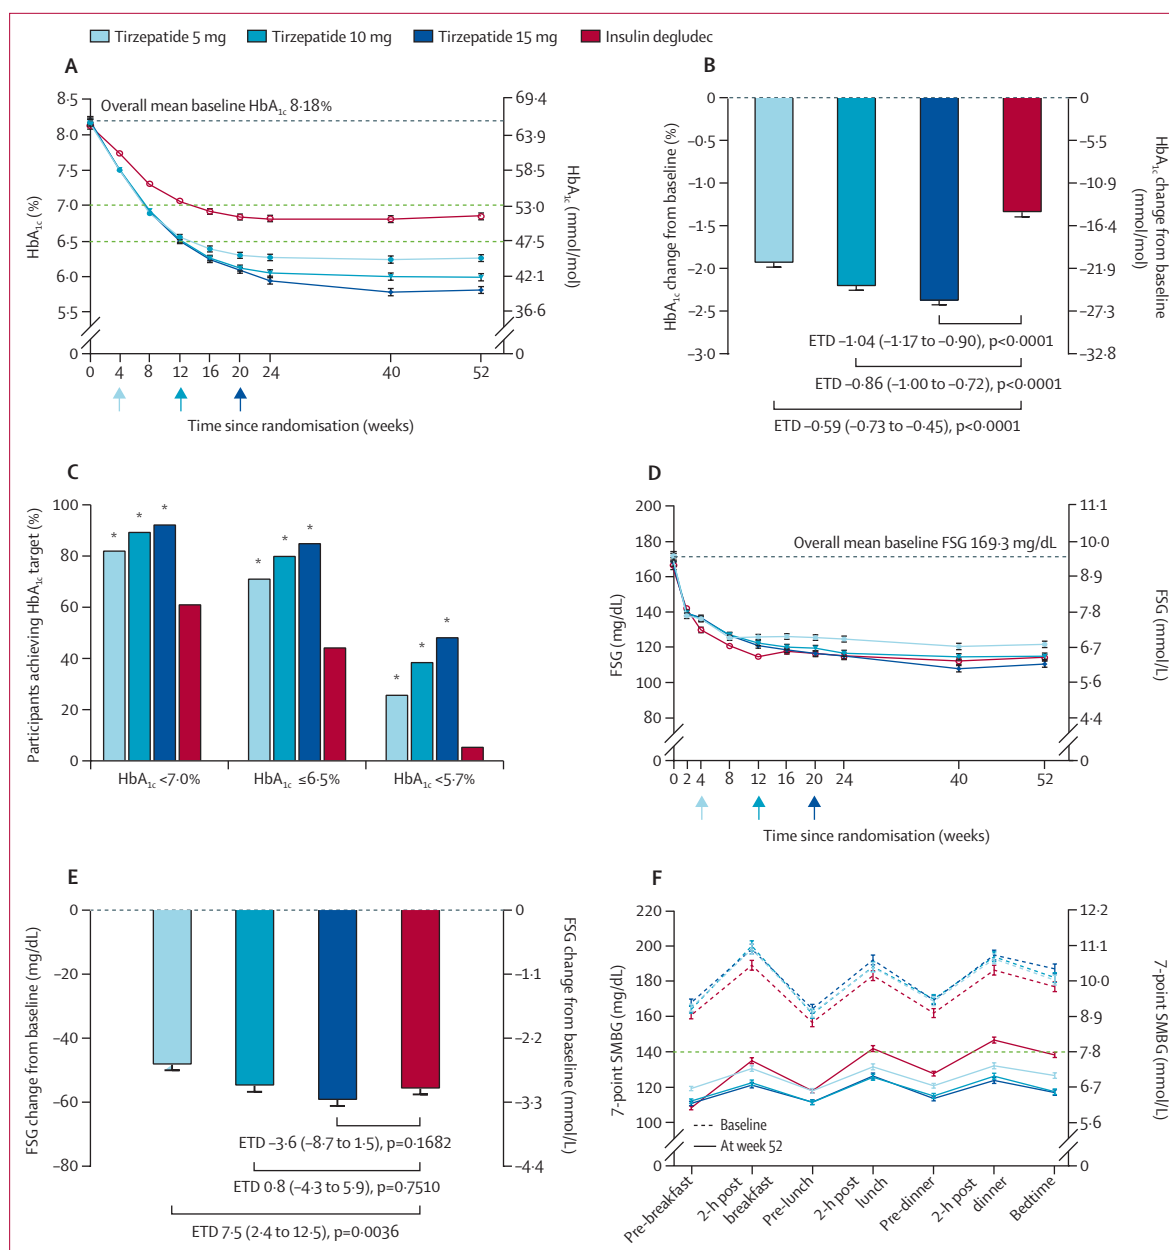 Tirzepatide 5 mg Tirzepatide 10 mg Tirzepatide 15 mg Insulin degludec
A
Overall mean baseline HbA1c 8·18%
HbA1c (%)
8·5
8·0
7·5
7·0
6·5
6·0
5·5
0
69·4
63·9
58·5
53·0
47·5
42·1
36·6
0
HbA1c (mmol/mol)
0 4 8 12 16 20 24 40 52
Time since randomisation (weeks)
B
HbA1c change from baseline (%)
0
–0·5
–1·0
–1·5
–2·0
–2·5
–3·0
0
–5·5
–10·9
–16·4
–21·9
–27·3
–32·8
HbA1c change from baseline
(mmol/mol)
ETD –1·04 (–1·17 to –0·90), p<0·0001
ETD –0·86 (–1·00 to –0·72), p<0·0001
ETD –0·59 (–0·73 to –0·45), p<0·0001
C
Participants achieving HbA1c target (%)
100
80
60
40
20
0
* * *
* * *
* * *
HbA1c <7·0% HbA1c ≤6·5% HbA1c <5·7%
D
Overall mean baseline FSG 169·3 mg/dL
FSG (mg/dL)
200
180
160
140
120
100
80
0
11·1
10·0
8·9
7·8
6·7
5·6
4·4
0
FSG (mmol/L)
0 2 4 8 12 16 20 24 40 52
Time since randomisation (weeks)
E
FSG change from baseline (mg/dL)
0
–20
–40
–60
–80
0
–1·1
–2·2
–3·3
–4·4
FSG change from baseline (mmol/L)
ETD –3·6 (–8·7 to 1·5), p=0·1682
ETD 0·8 (–4·3 to 5·9), p=0·7510
ETD 7·5 (2·4 to 12·5), p=0·0036
F
7-point SMBG (mg/dL)
220
200
180
160
140
120
100
0
12·2
11·1
10·0
8·9
7·8
6·7
5·6
0
7-point SMBG (mmol/L)
Baseline
At week 52
Pre-breakfast
2-h post
breakfast
Pre-lunch
2-h post
lunch
Pre-dinner
2-h post
dinner
Bedtime